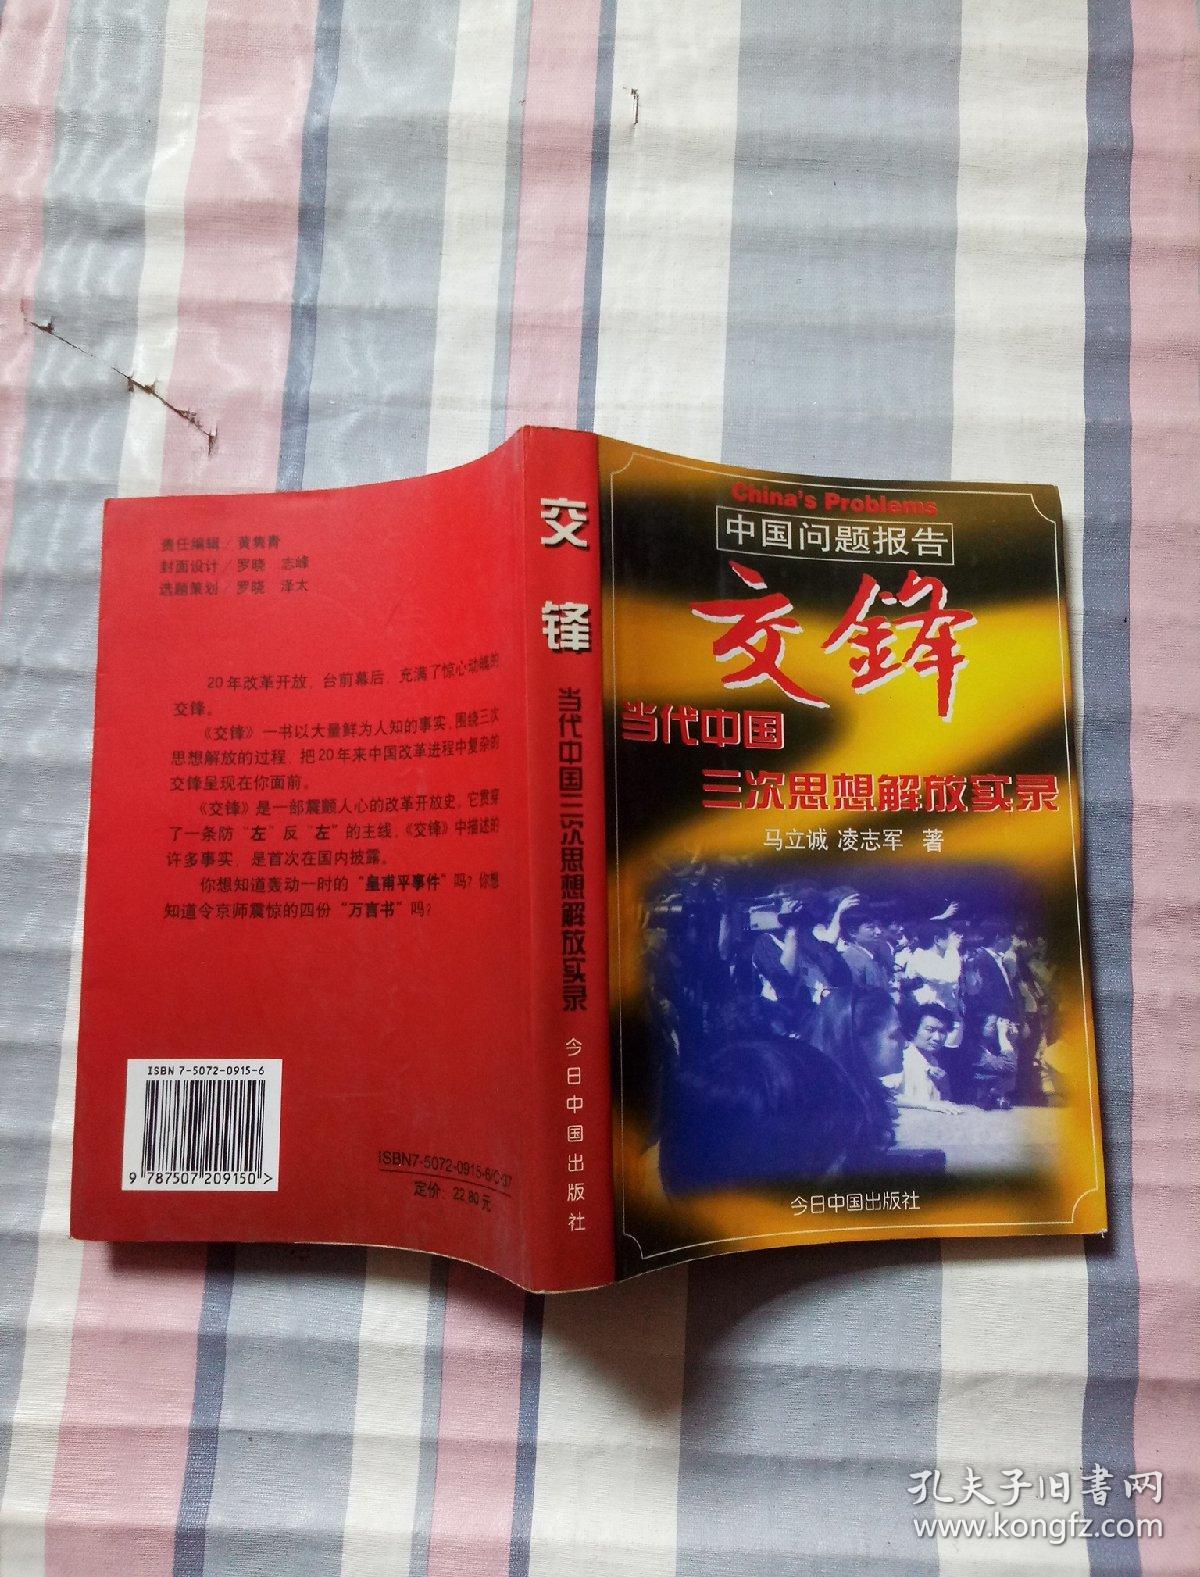 责任编辑/黄隽青
封面设计/罗晓 志峰
选题策划/罗晓 泽太
20年改革开放，台前幕后，充满了惊心动魄的
交锋。
《交锋》一书以大量鲜为人知的事实，围绕三次
思想解放的过程，把20年来中国改革进程中复杂的
交锋呈现在你面前。
《交锋》是一部震颤人心的改革开放史，它贯穿
了一条防“左”反“左”的主线，《交锋》中描述的
许多事实，是首次在国内披露。
你想知道轰动一时的“皇甫平事件”吗？你想
知道令京师震惊的四份“万言书”吗？
ISBN 7-5072-0915-6
9 787507 209150 >
ISBN7-5072-0915-6/C·07
定价：22.80元
交锋
当代中国三次思想解放实录
今日中国出版社
China's Problems
中国问题报告
交鋒
当代中国
三次思想解放实录
马立诚 凌志军 著
今日中国出版社
孔夫子旧书网
www.kongfz.com